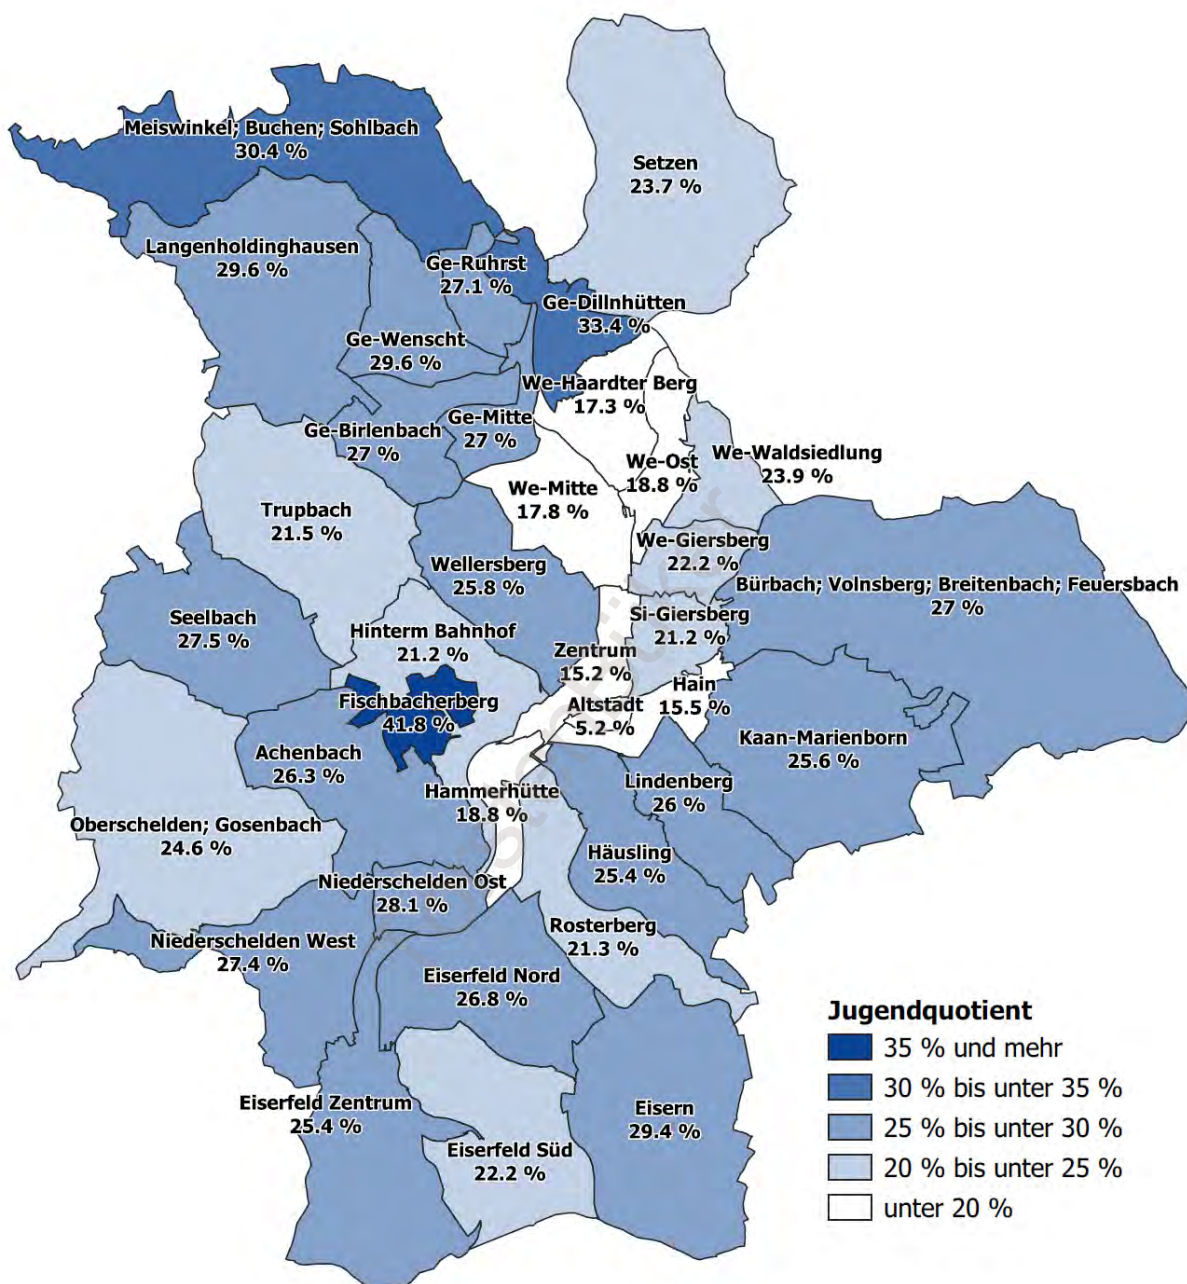 Meiswinkel; Buchen; Sohlbach
30.4 %
Setzen
23.7 %
Langenholdinghausen
29.6 %
Ge-Ruhrst
27.1 %
Ge-Dillnhütten
33.4 %
Ge-Wenscht
29.6 %
We-Haardter Berg
17.3 %
Ge-Mitte
27 %
Ge-Birlenbach
27 %
We-Waldsiedlung
23.9 %
We-Ost
18.8 %
We-Mitte
17.8 %
Trupbach
21.5 %
We-Giersberg
22.2 %
Wellersberg
25.8 %
Bürbach; Volnsberg; Breitenbach; Feuersbach
27 %
Seelbach
27.5 %
Si-Giersberg
21.2 %
Hinterm Bahnhof
21.2 %
Zentrum
15.2 %
Hain
15.5 %
Fischbacherberg
41.8 %
Altstadt
5.2 %
Kaan-Marienborn
25.6 %
Achenbach
26.3 %
Lindenberg
26 %
Hammerhütte
18.8 %
Oberschelden; Gosenbach
24.6 %
Häusling
25.4 %
Niederschelden Ost
28.1 %
Rosterberg
21.3 %
Niederschelden West
27.4 %
Eiserfeld Nord
26.8 %
Eiserfeld Zentrum
25.4 %
Eisern
29.4 %
Eiserfeld Süd
22.2 %
Jugendquotient
35 % und mehr
30 % bis unter 35 %
25 % bis unter 30 %
20 % bis unter 25 %
unter 20 %